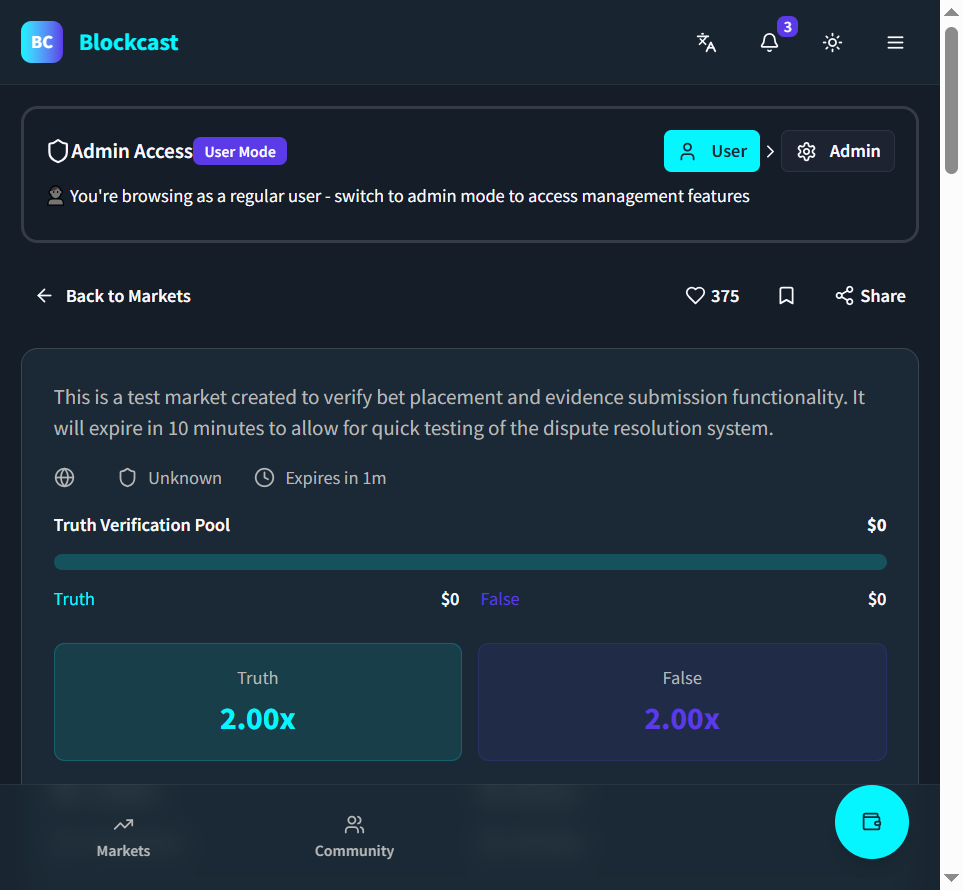 BC Blockcast 3
Admin Access User Mode User Admin
You're browsing as a regular user - switch to admin mode to access management features
Back to Markets 375 Share
This is a test market created to verify bet placement and evidence submission functionality. It
will expire in 10 minutes to allow for quick testing of the dispute resolution system.
Unknown Expires in 1m
Truth Verification Pool $0
Truth $0 False $0
Truth False
2.00x 2.00x
Markets Community